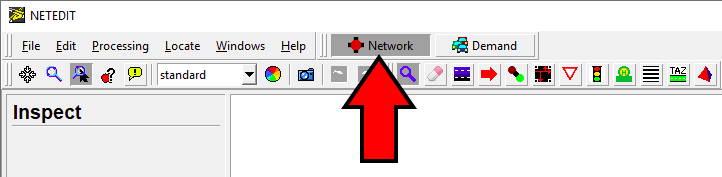 NETEDIT
File Edit Processing Locate Windows Help Network Demand
standard TAZ
Inspect